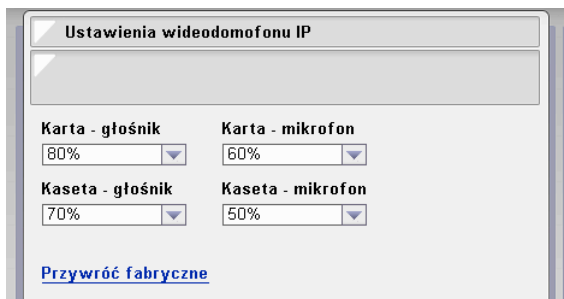 Ustawienia wideodomofonu IP
Karta - głośnik Karta - mikrofon
80% 60%
Kaseta - głośnik Kaseta - mikrofon
70% 50%
Przywróć fabryczne